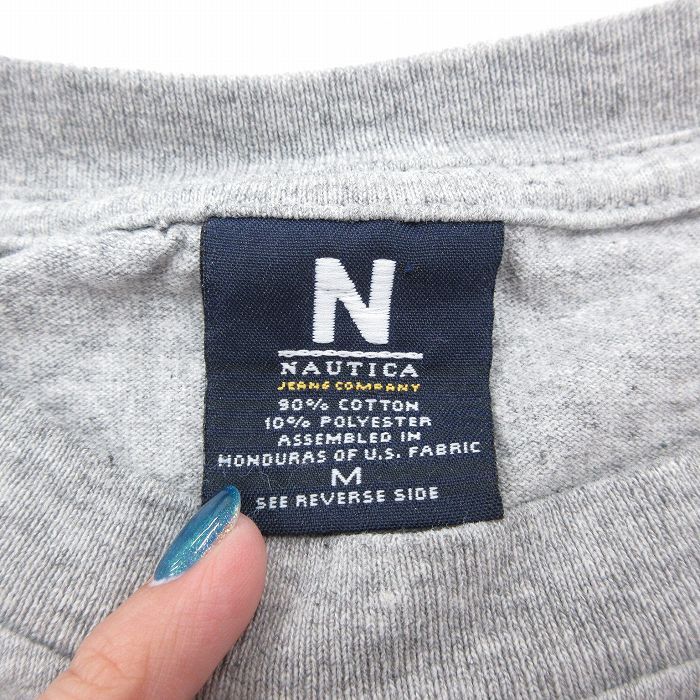 N
NAUTICA
JEANS COMPANY
90% COTTON
10% POLYESTER
ASSEMBLED IN
HONDURAS OF U.S. FABRIC
M
SEE REVERSE SIDE